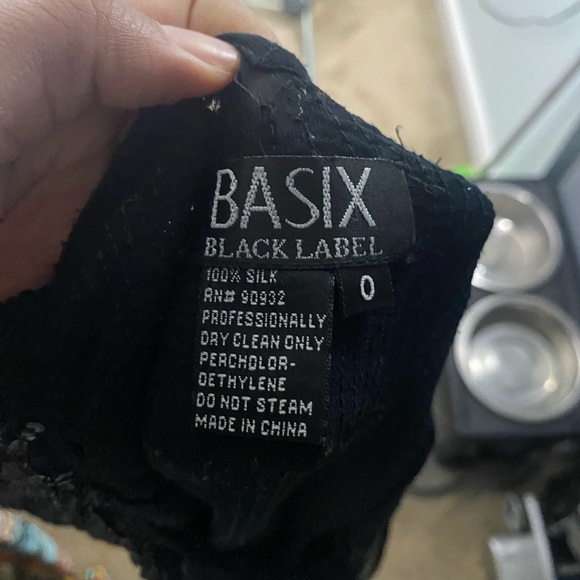 BASIX
BLACK LABEL
100% SILK
RN# 90932
PROFESSIONALLY
DRY CLEAN ONLY
PERCHOLOR-
OETHYLENE
DO NOT STEAM
MADE IN CHINA
0